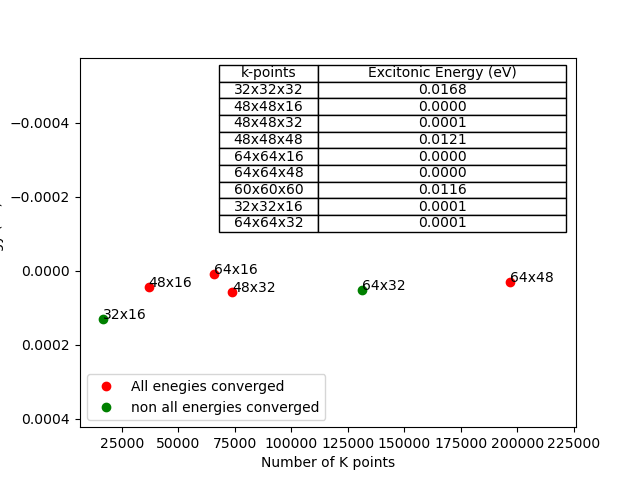 k-points Excitonic Energy (eV)
32x32x32 0.0168
48x48x16 0.0000
48x48x32 0.0001
48x48x48 0.0121
64x64x16 0.0000
64x64x48 0.0000
60x60x60 0.0116
32x32x16 0.0001
64x64x32 0.0001
−0.0004
−0.0002
0.0000
0.0002
0.0004
64x16
64x48
48x16
48x32
64x32
32x16
All enegies converged
non all energies converged
25000 50000 75000 100000 125000 150000 175000 200000 225000
Number of K points